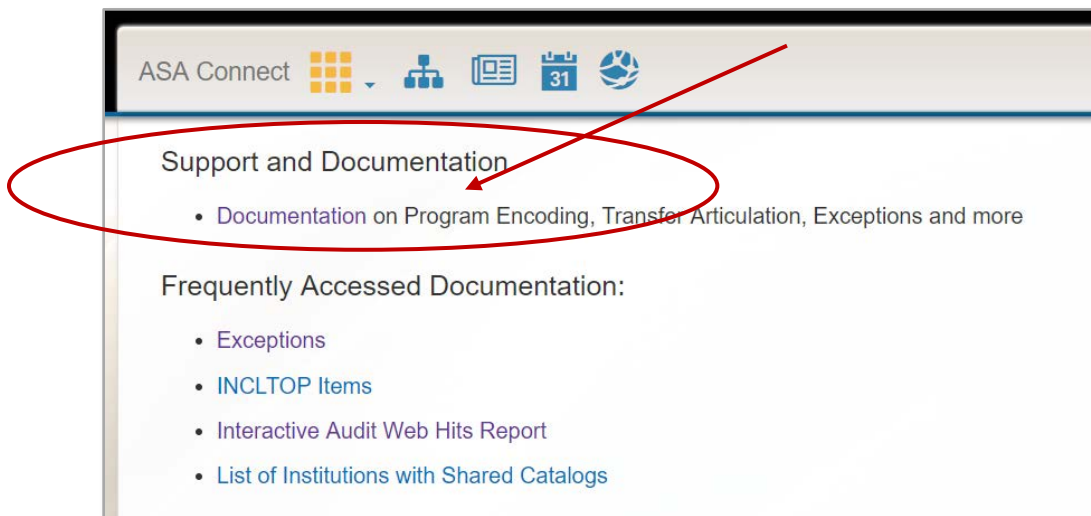 ASA Connect
31
Support and Documentation
Documentation on Program Encoding, Transfer Articulation, Exceptions and more
Frequently Accessed Documentation:
Exceptions
INCLTOP Items
Interactive Audit Web Hits Report
List of Institutions with Shared Catalogs